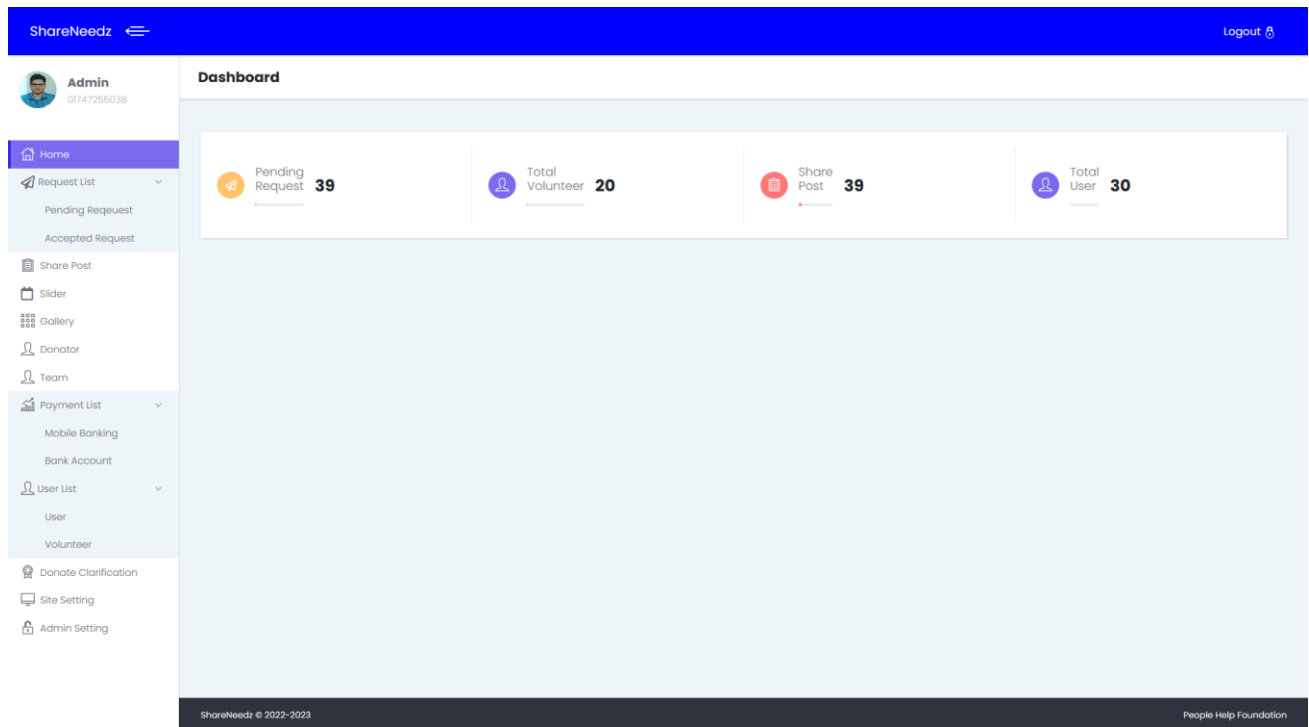 ShareNeedz
Logout
Admin
01747255038
Dashboard
Home
Request List
Pending Reqeuest
Accepted Request
Share Post
Slider
Gallery
Donator
Team
Payment List
Mobile Banking
Bank Account
User List
User
Volunteer
Donate Clarification
Site Setting
Admin Setting
Pending
Request 39
Total
Volunteer 20
Share
Post 39
Total
User 30
ShareNeedz © 2022-2023
People Help Foundation